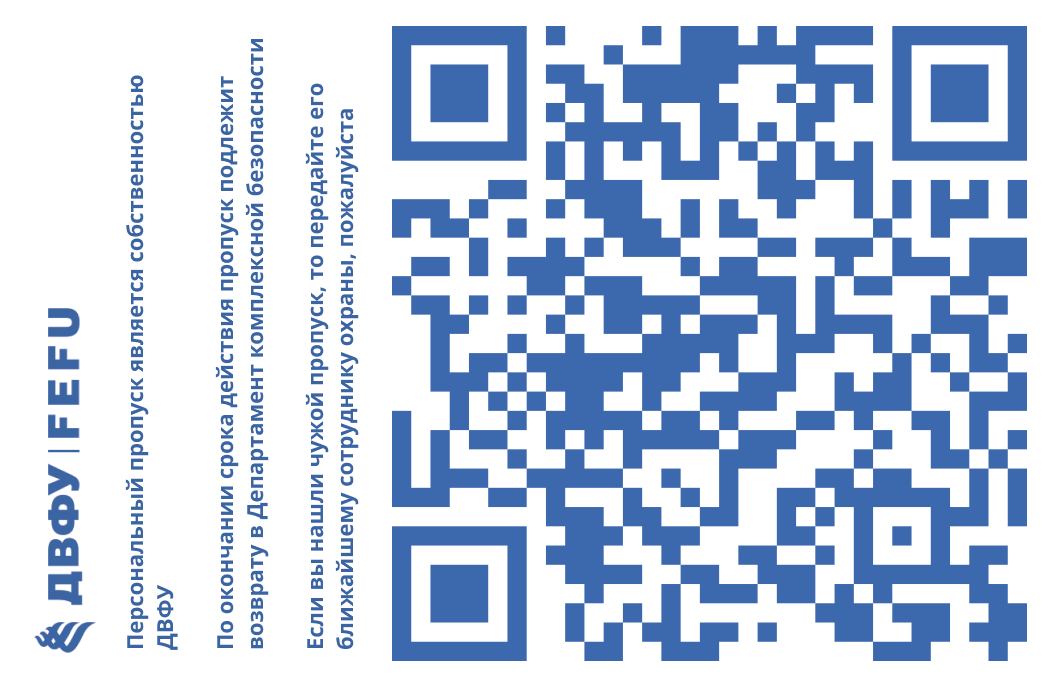 ДВФУ | FEFU
Персональный пропуск является собственностью
ДВФУ
По окончании срока действия пропуск подлежит
возврату в Департамент комплексной безопасности
Если вы нашли чужой пропуск, то передайте его
ближайшему сотруднику охраны, пожалуйста